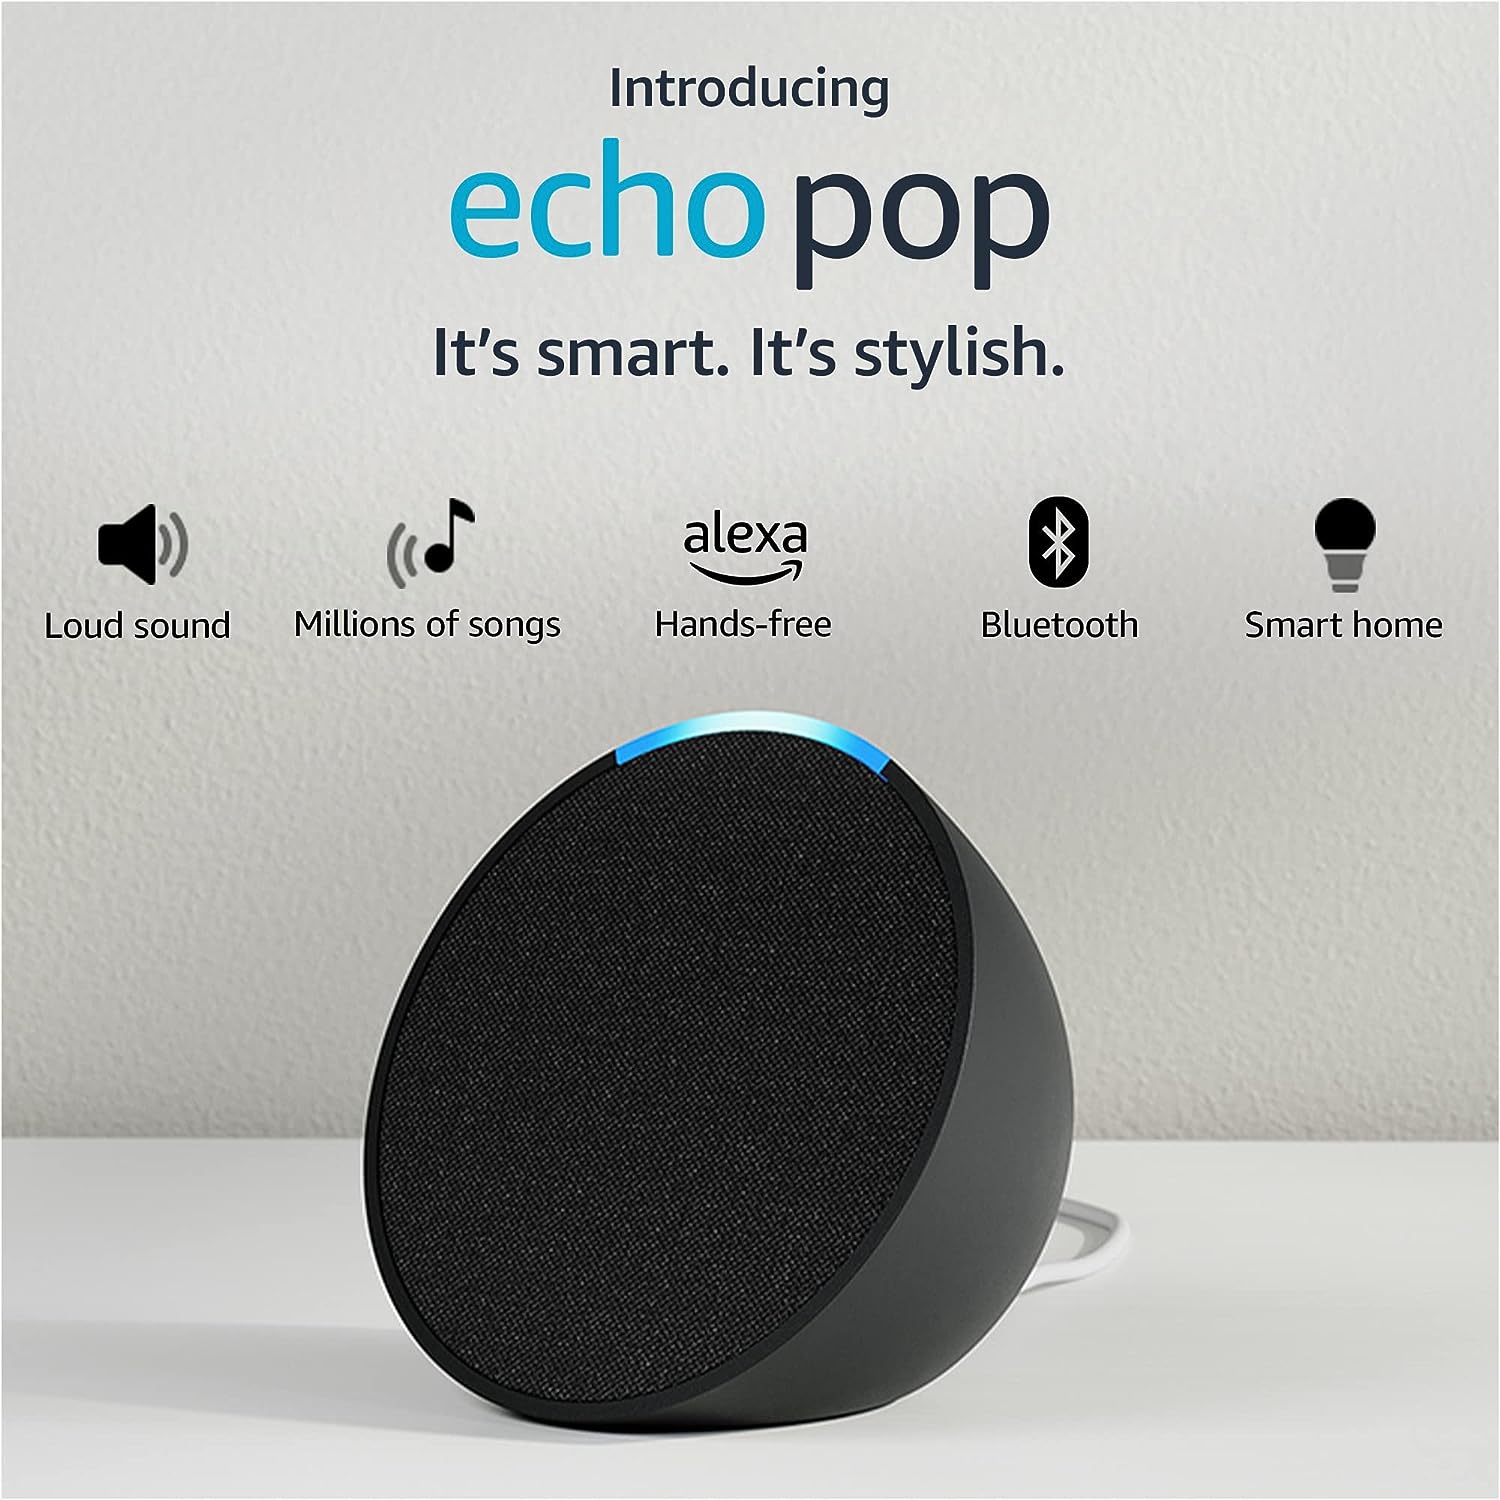 Introducing
echo pop
It's smart. It's stylish.
alexa
Loud sound
Millions of songs
Hands-free
Bluetooth
Smart home